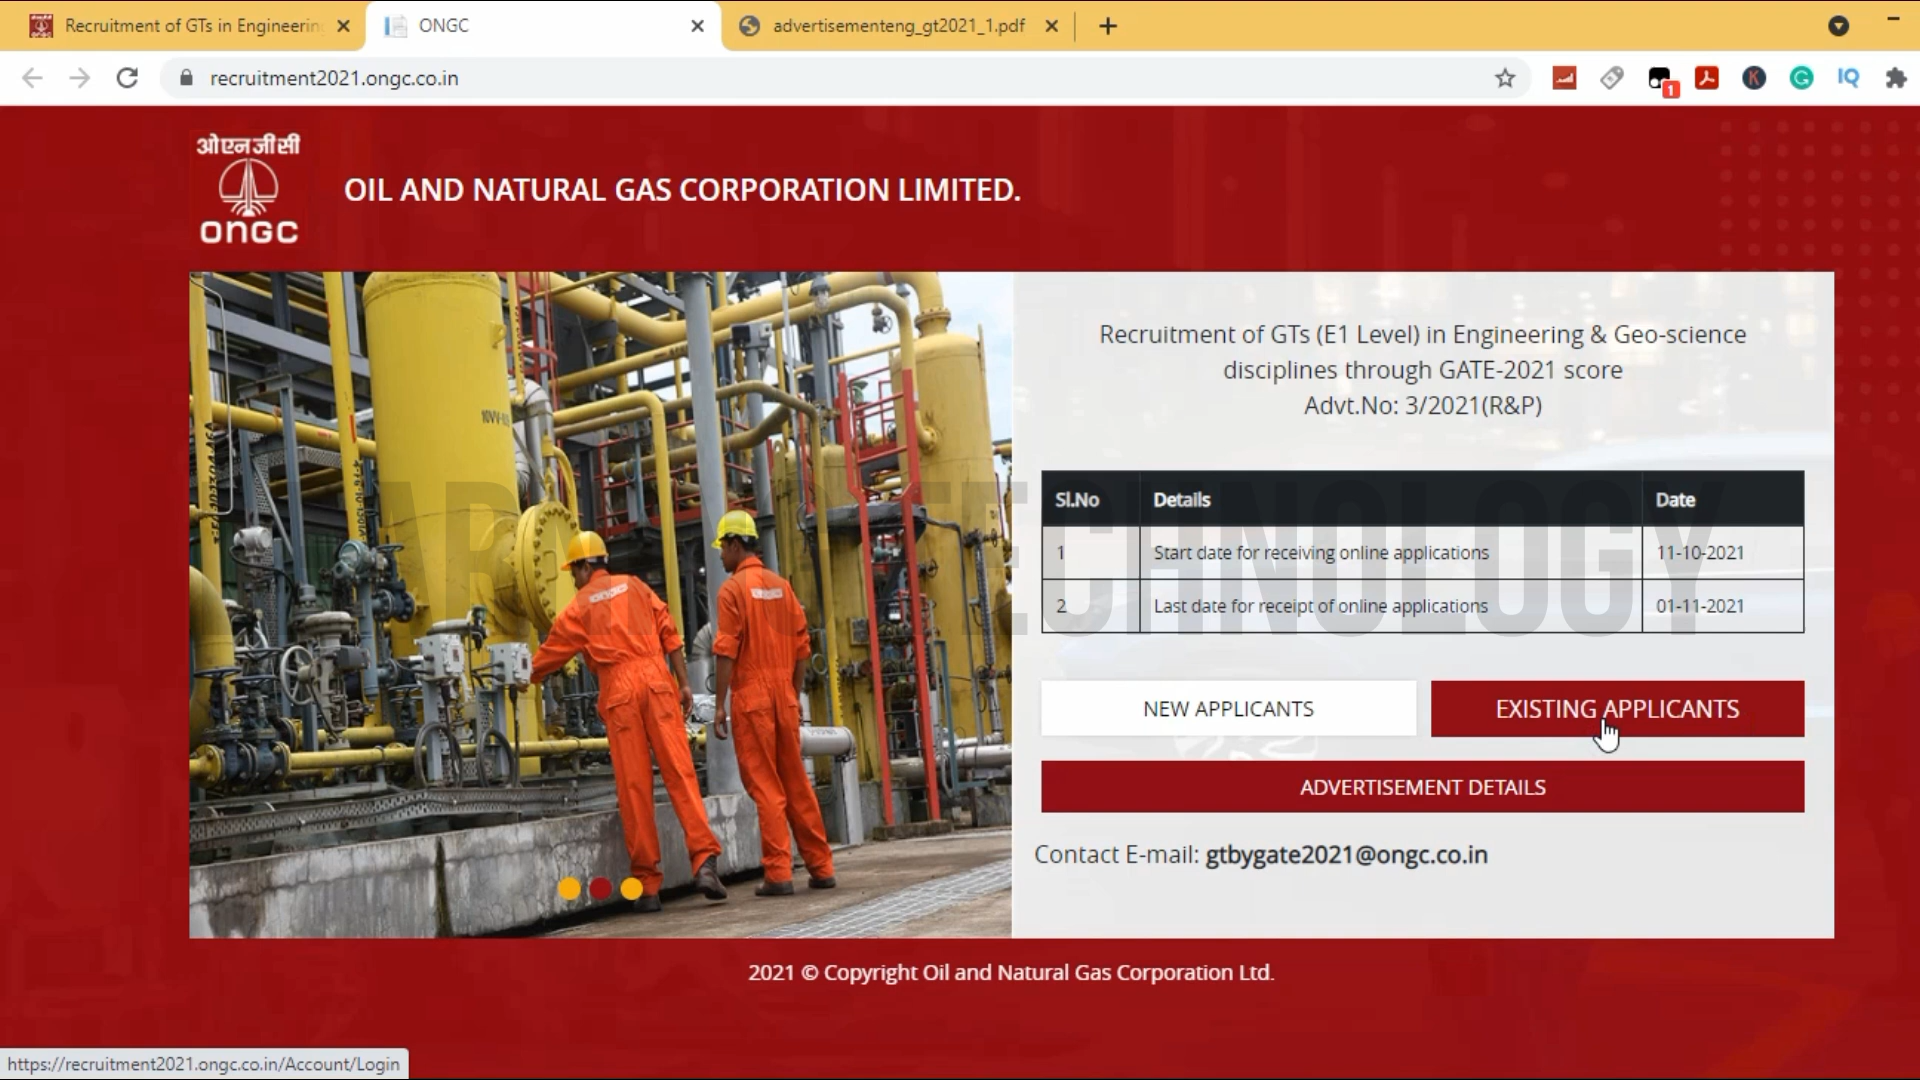 Recruitment of GTs in Engineerin
ONGC
advertisementeng_gt2021_1.pdf
recruitment2021.ongc.co.in
1
K
G
IQ
ओएनजीसी
ongc
OIL AND NATURAL GAS CORPORATION LIMITED.
Recruitment of GTs (E1 Level) in Engineering & Geo-science
disciplines through GATE-2021 score
Advt.No: 3/2021(R&P)
Sl.No Details Date
1 Start date for receiving online applications 11-10-2021
2 Last date for receipt of online applications 01-11-2021
TECHNOLOGY
NEW APPLICANTS EXISTING APPLICANTS
ADVERTISEMENT DETAILS
Contact E-mail: gtbygate2021@ongc.co.in
2021 © Copyright Oil and Natural Gas Corporation Ltd.
https://recruitment2021.ongc.co.in/Account/Login